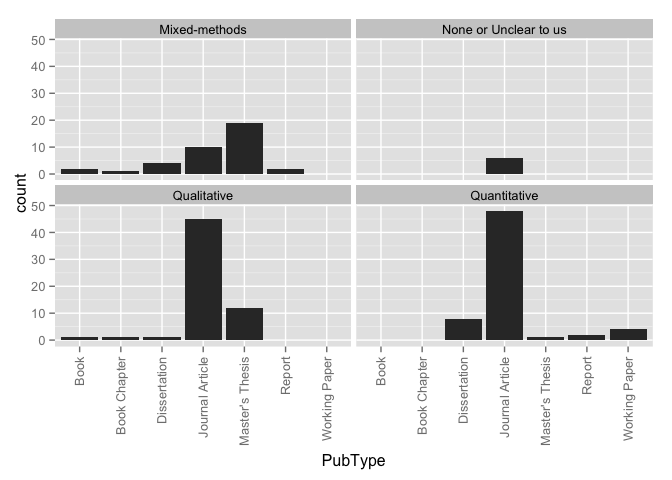 Mixed-methods
None or Unclear to us
50
40
30
20
10
0
Qualitative
Quantitative
50
40
30
20
10
0
count
Book
Book Chapter
Dissertation
Journal Article
Master's Thesis
Report
Working Paper
Book
Book Chapter
Dissertation
Journal Article
Master's Thesis
Report
Working Paper
PubType